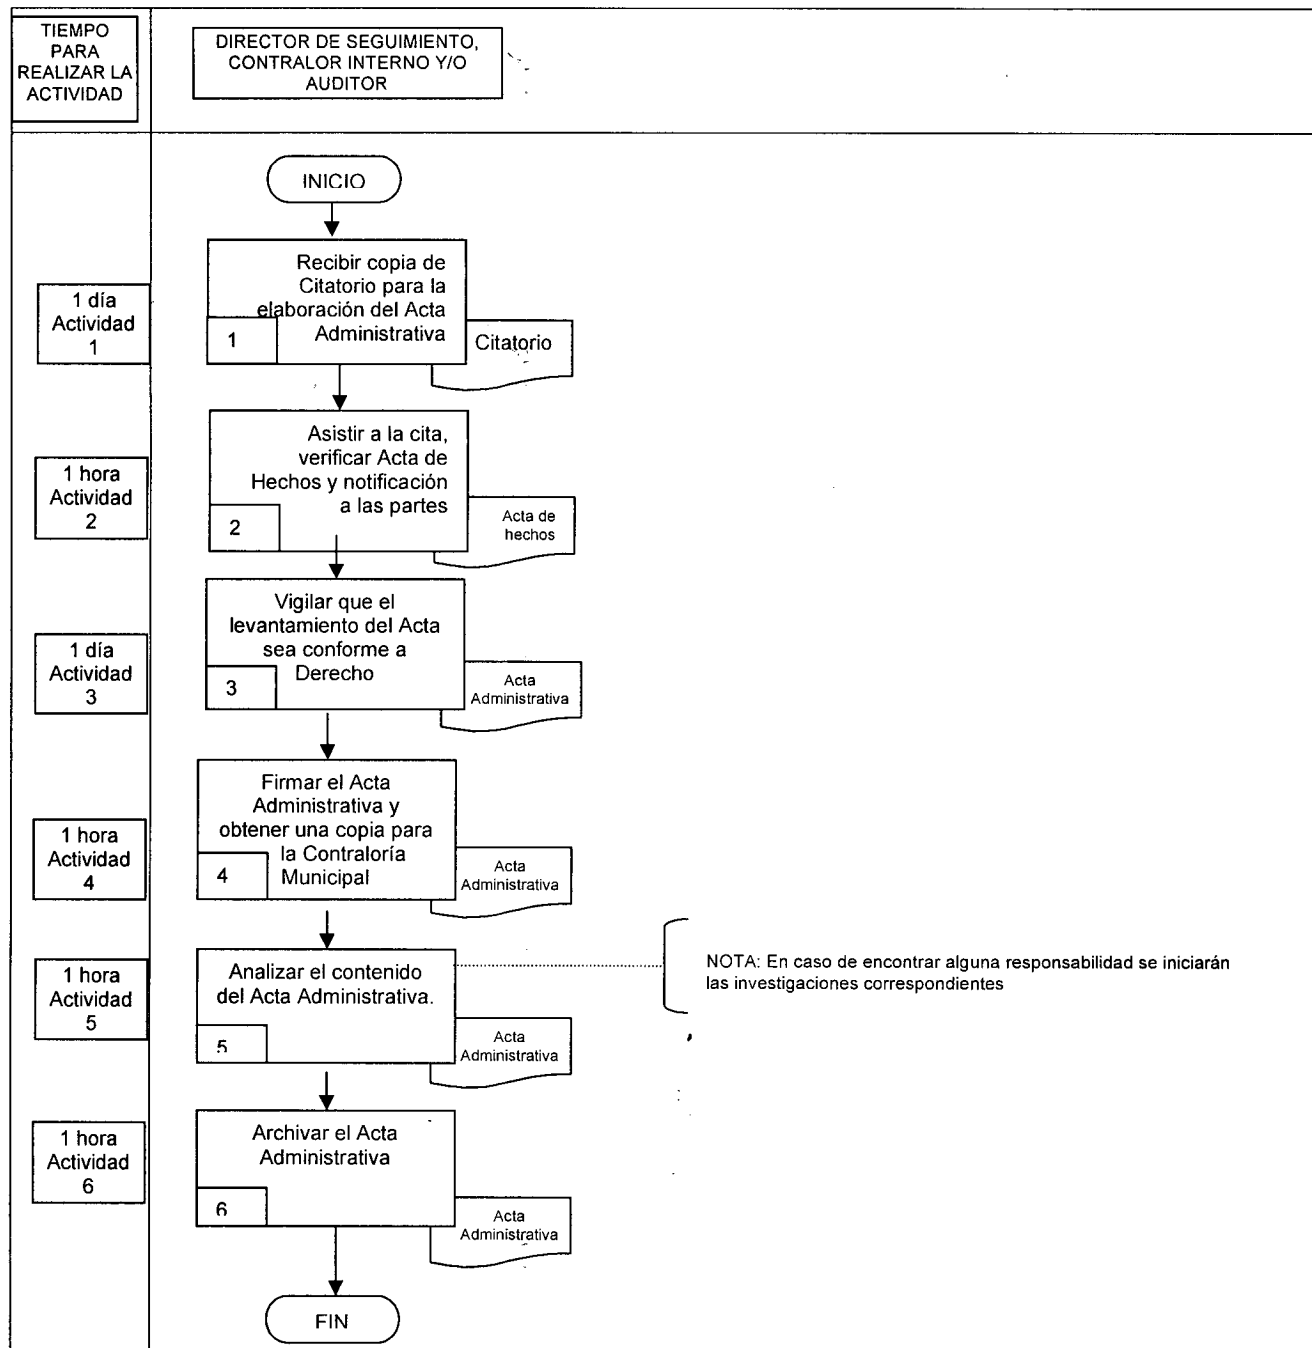 TIEMPO
PARA
REALIZAR LA
ACTIVIDAD
DIRECTOR DE SEGUIMIENTO,
CONTRALOR INTERNO Y/O
AUDITOR
INICIO
1 día
Actividad
1
Recibir copia de
Citatorio para la
elaboración del Acta
Administrativa
1
Citatorio
1 hora
Actividad
2
Asistir a la cita,
verificar Acta de
Hechos y notificación
a las partes
2
Acta de
hechos
1 día
Actividad
3
Vigilar que el
levantamiento del Acta
sea conforme a
Derecho
3
Acta
Administrativa
1 hora
Actividad
4
Firmar el Acta
Administrativa y
obtener una copia para
la Contraloría
Municipal
4
Acta
Administrativa
1 hora
Actividad
5
Analizar el contenido
del Acta Administrativa.
5
Acta
Administrativa
NOTA: En caso de encontrar alguna responsabilidad se iniciarán
las investigaciones correspondientes
1 hora
Actividad
6
Archivar el Acta
Administrativa
6
Acta
Administrativa
FIN